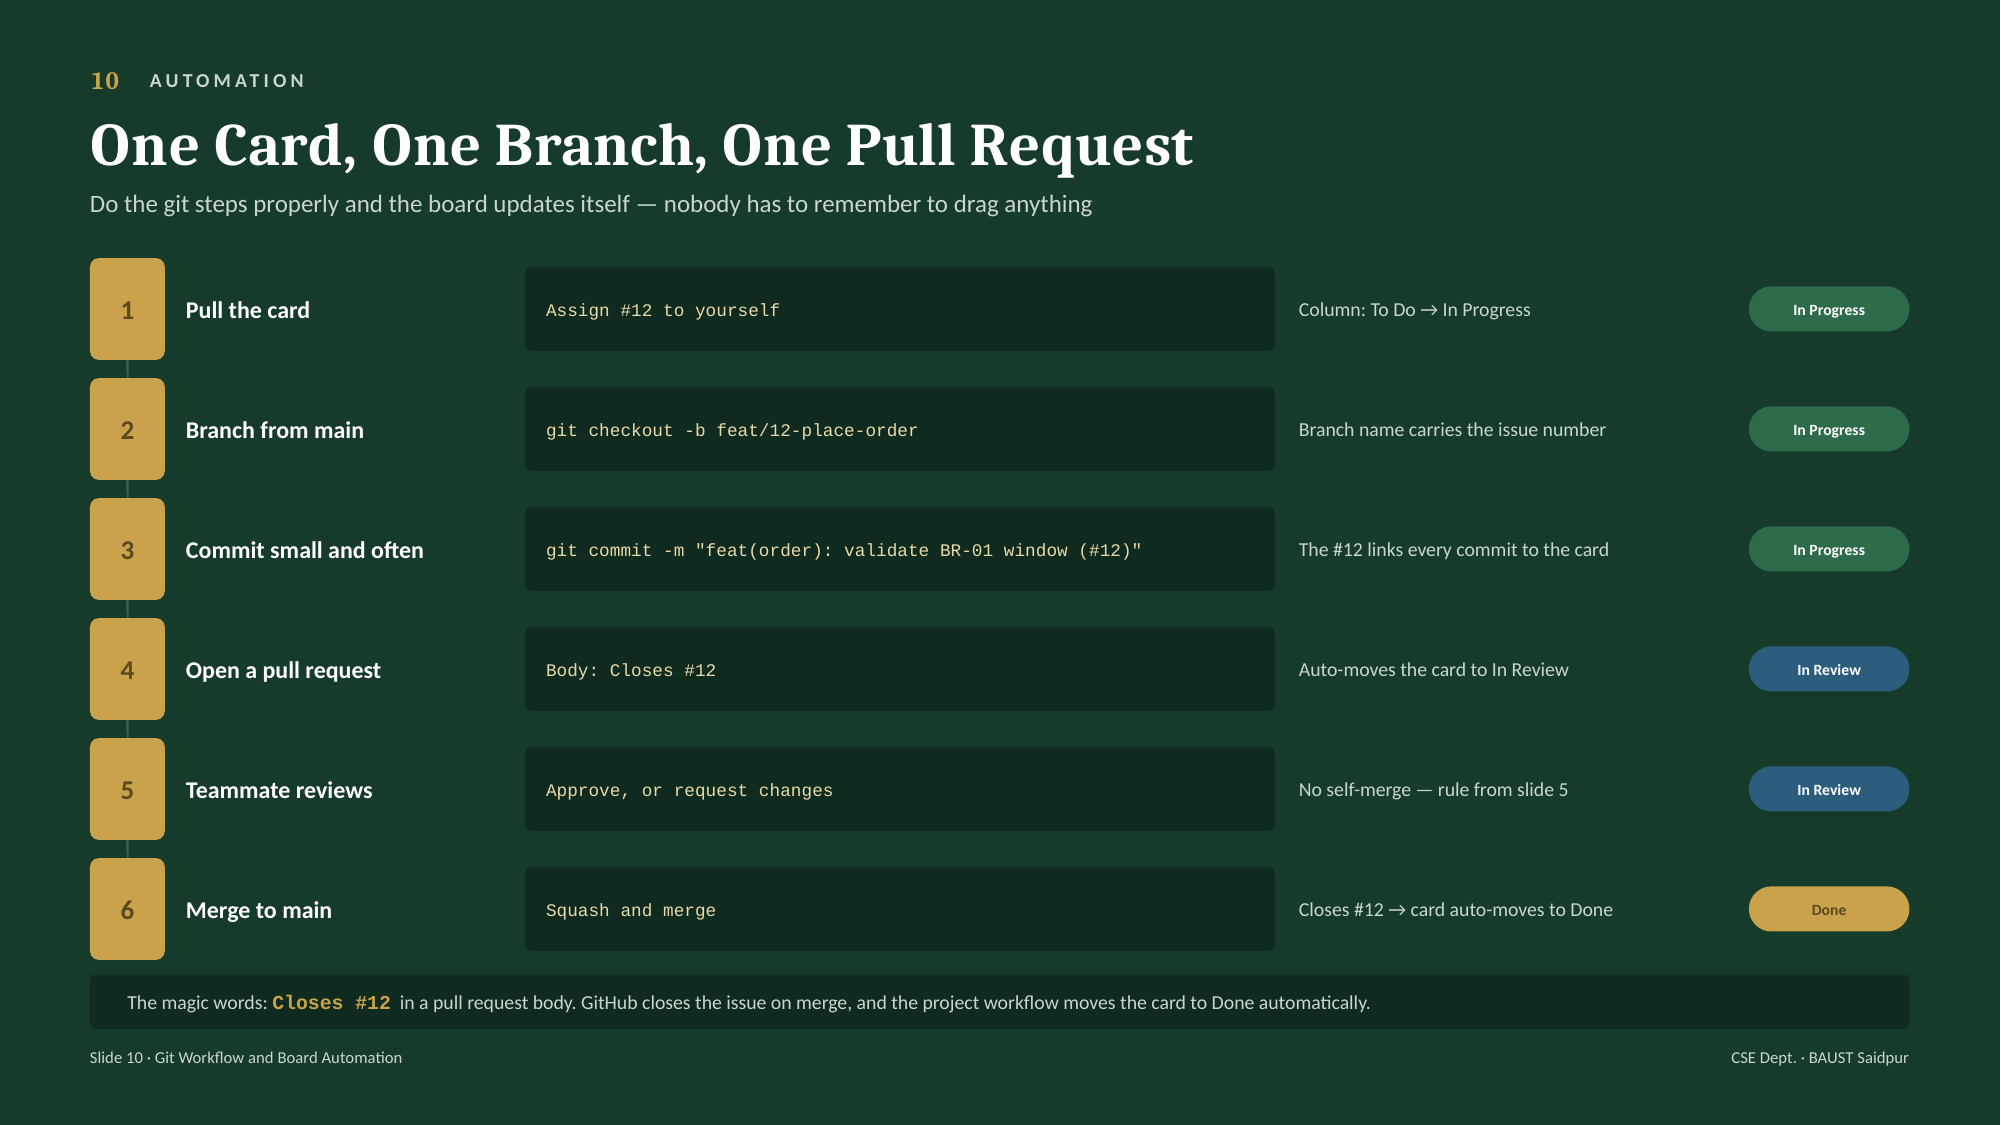 10 AUTOMATION
One Card, One Branch, One Pull Request
Do the git steps properly and the board updates itself — nobody has to remember to drag anything
1 Pull the card Assign #12 to yourself Column: To Do → In Progress In Progress
2 Branch from main git checkout -b feat/12-place-order Branch name carries the issue number In Progress
3 Commit small and often git commit -m "feat(order): validate BR-01 window (#12)" The #12 links every commit to the card In Progress
4 Open a pull request Body: Closes #12 Auto-moves the card to In Review In Review
5 Teammate reviews Approve, or request changes No self-merge — rule from slide 5 In Review
6 Merge to main Squash and merge Closes #12 → card auto-moves to Done Done
The magic words: Closes #12 in a pull request body. GitHub closes the issue on merge, and the project workflow moves the card to Done automatically.
Slide 10 · Git Workflow and Board Automation CSE Dept. · BAUST Saidpur